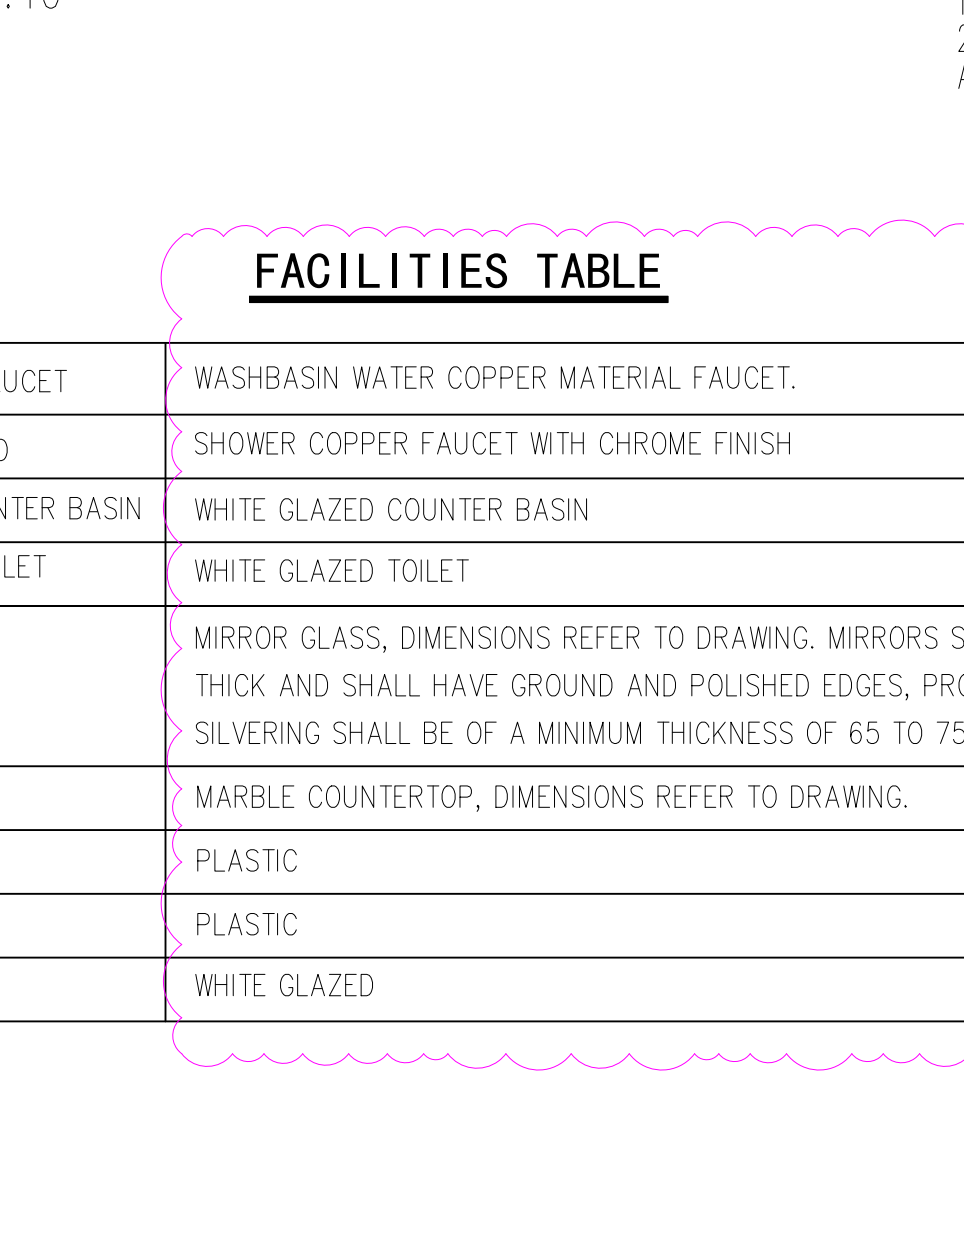 FACILITIES TABLE
WASHBASIN WATER COPPER MATERIAL FAUCET.
SHOWER COPPER FAUCET WITH CHROME FINISH
NTER BASIN WHITE GLAZED COUNTER BASIN
WHITE GLAZED TOILET
MIRROR GLASS, DIMENSIONS REFER TO DRAWING. MIRRORS
THICK AND SHALL HAVE GROUND AND POLISHED EDGES,
SILVERING SHALL BE OF A MINIMUM THICKNESS OF 65 TO 75
MARBLE COUNTERTOP, DIMENSIONS REFER TO DRAWING.
PLASTIC
PLASTIC
WHITE GLAZED